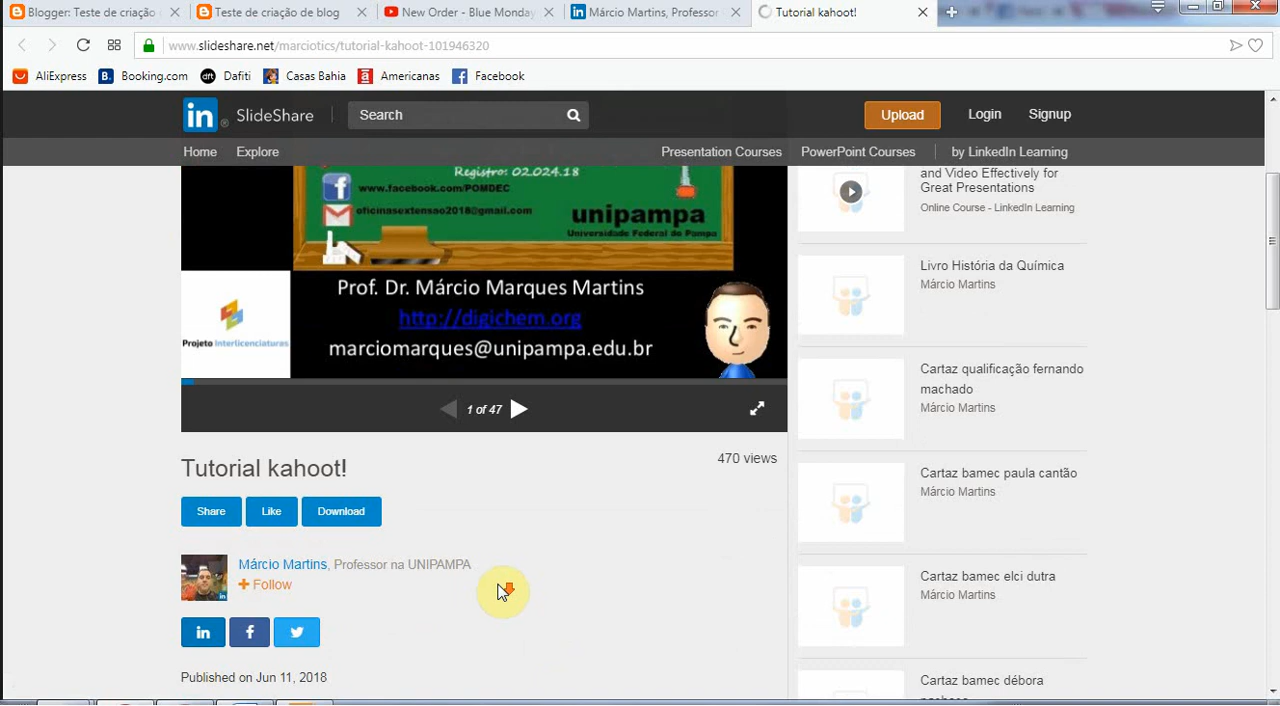 Blogger: Teste de criação
Teste de criação de blog
New Order - Blue Monday
Márcio Martins, Professor
Tutorial kahoot!
www.slideshare.net/marciotics/tutorial-kahoot-101946320
AliExpress
B. Booking.com
dft Dafiti
Casas Bahia
a Americanas
Facebook
in SlideShare
Search
Upload
Login
Signup
Home
Explore
Presentation Courses
PowerPoint Courses
by LinkedIn Learning
Registro: 02.024.18
www.facebook.com/POMDEC
oficinasextensao2018@gmail.com
unipampa
Universidade Federal do Pampa
Prof. Dr. Márcio Marques Martins
http://digichem.org
marciomarques@unipampa.edu.br
Projeto Interlicenciaturas
1 of 47
Tutorial kahoot!
470 views
Share
Like
Download
Márcio Martins, Professor na UNIPAMPA
+ Follow
in
Published on Jun 11, 2018
and Video Effectively for
Great Presentations
Online Course - LinkedIn Learning
Livro História da Química
Márcio Martins
Cartaz qualificação fernando
machado
Márcio Martins
Cartaz bamec paula cantão
Márcio Martins
Cartaz bamec elci dutra
Márcio Martins
Cartaz bamec débora